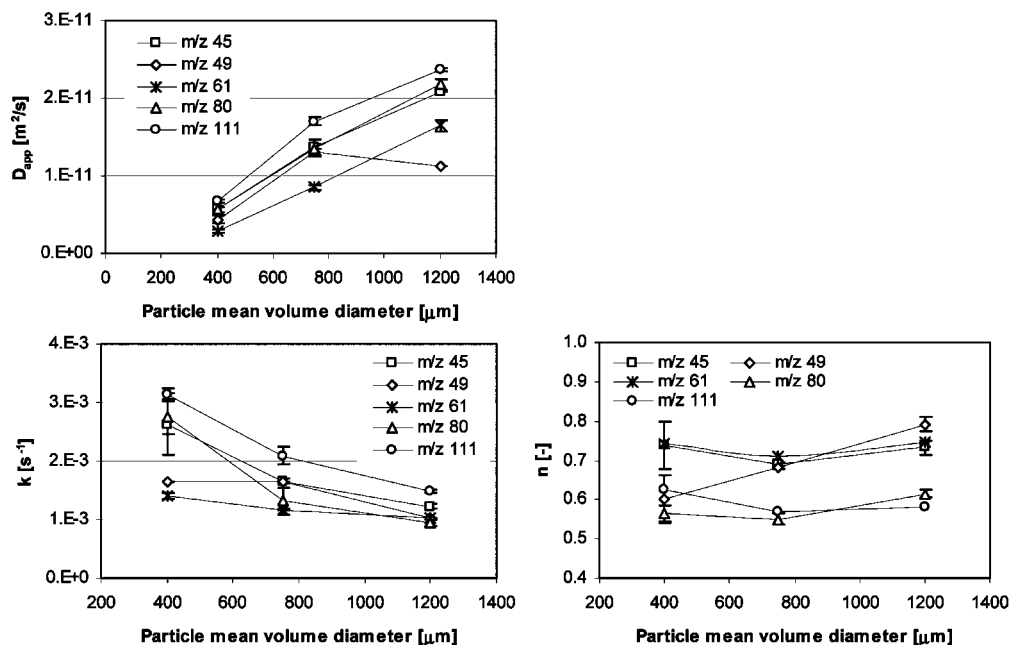 3.E-11
2.E-11
1.E-11
0.E+00
D_app [m²/s]
m/z 45
m/z 49
m/z 61
m/z 80
m/z 111
0 200 400 600 800 1000 1200 1400
Particle mean volume diameter [μm]
4.E-3
3.E-3
2.E-3
1.E-3
0.E+0
k [s⁻¹]
m/z 45
m/z 49
m/z 61
m/z 80
m/z 111
200 400 600 800 1000 1200 1400
Particle mean volume diameter [μm]
1.0
0.9
0.8
0.7
0.6
0.5
0.4
n [-]
m/z 45 m/z 49
m/z 61 m/z 80
m/z 111
200 400 600 800 1000 1200 1400
Particle mean volume diameter [μm]